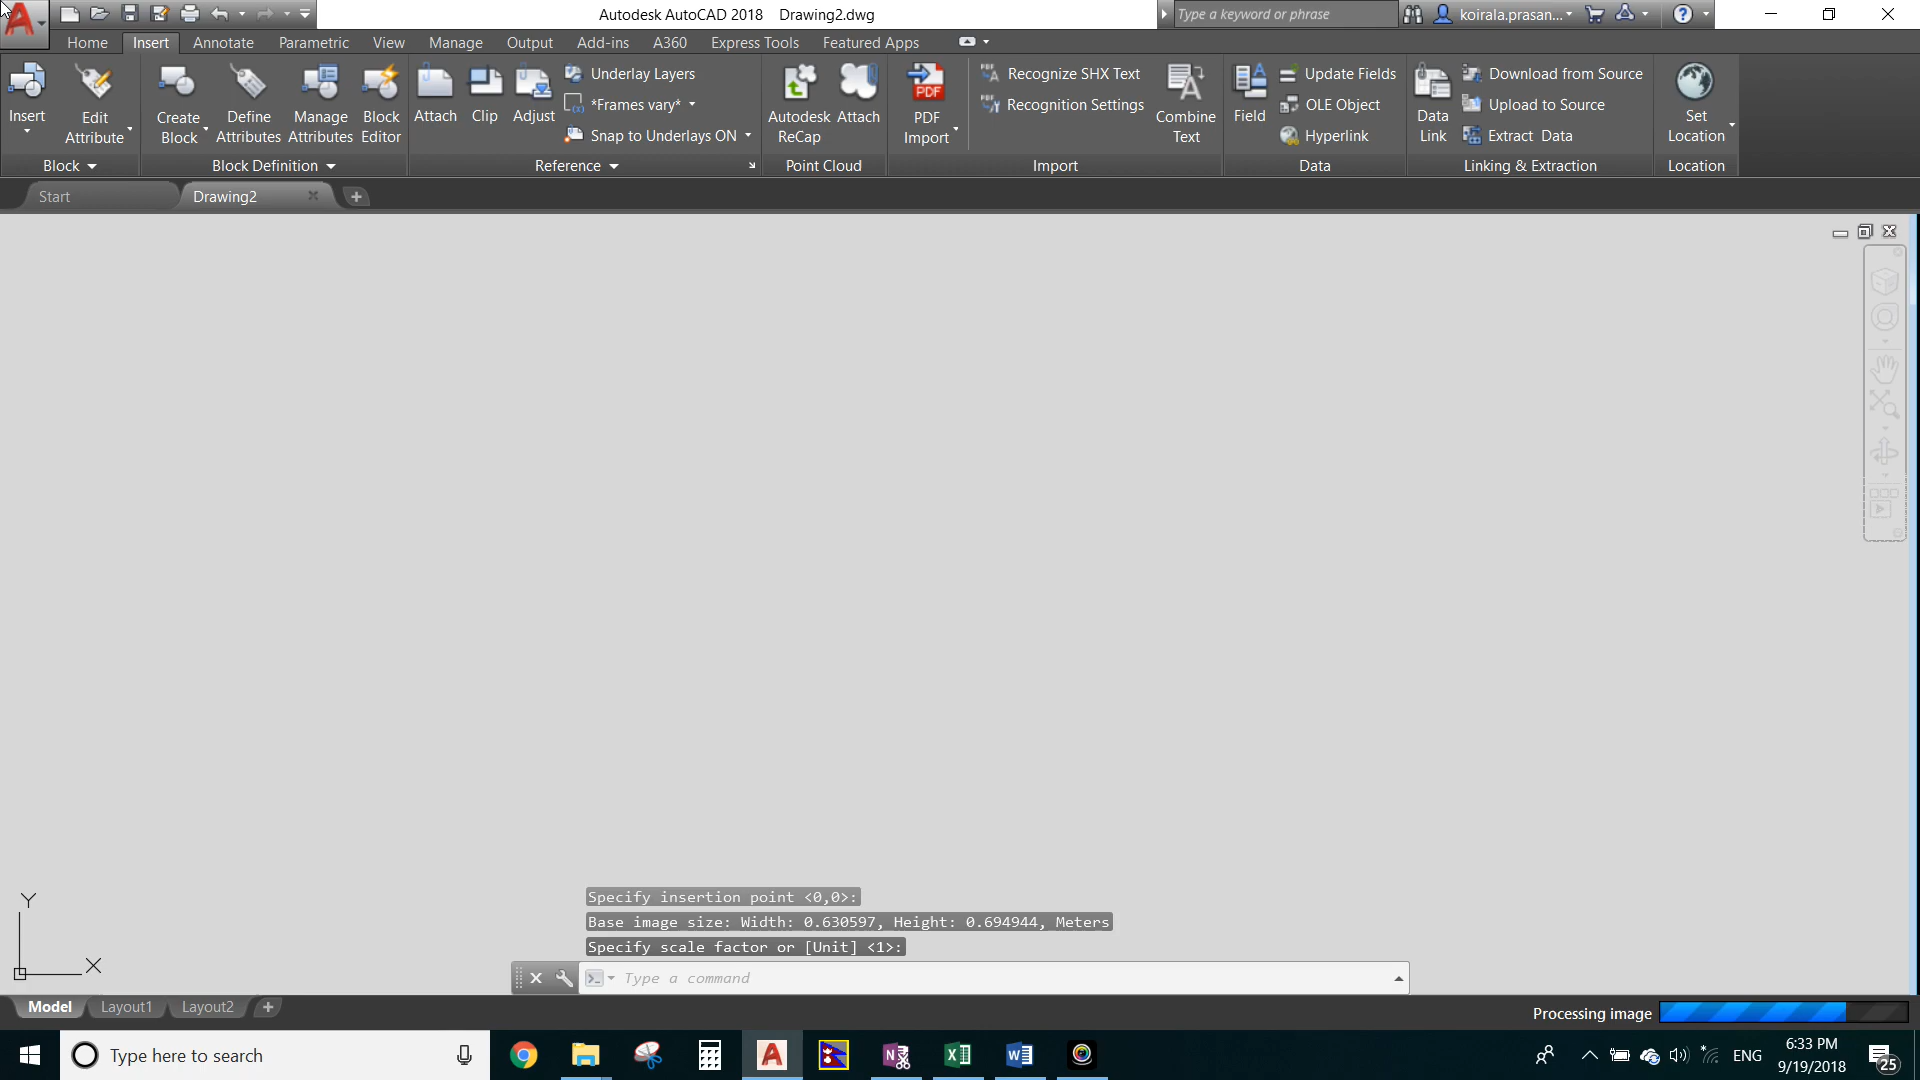 Autodesk AutoCAD 2018 Drawing2.dwg
Type a keyword or phrase
koirala.prasan...
Home Insert Annotate Parametric View Manage Output Add-ins A360 Express Tools Featured Apps
Insert
Edit
Attribute
Create
Block
Define
Attributes
Manage
Attributes
Block
Editor
Attach
Clip
Adjust
Underlay Layers
*Frames vary*
Snap to Underlays ON
Autodesk
ReCap
Attach
PDF
PDF
Import
Recognize SHX Text
Recognition Settings
Combine
Text
Field
Update Fields
OLE Object
Hyperlink
Data
Link
Download from Source
Upload to Source
Extract Data
Set
Location
Block
Block Definition
Reference
Point Cloud
Import
Data
Linking & Extraction
Location
Start
Drawing2
Y
X
Specify insertion point <0,0>:
Base image size: Width: 0.630597, Height: 0.694944, Meters
Specify scale factor or [Unit] <1>:
Type a command
Model Layout1 Layout2
Processing image
Type here to search
ENG
6:33 PM
9/19/2018
25